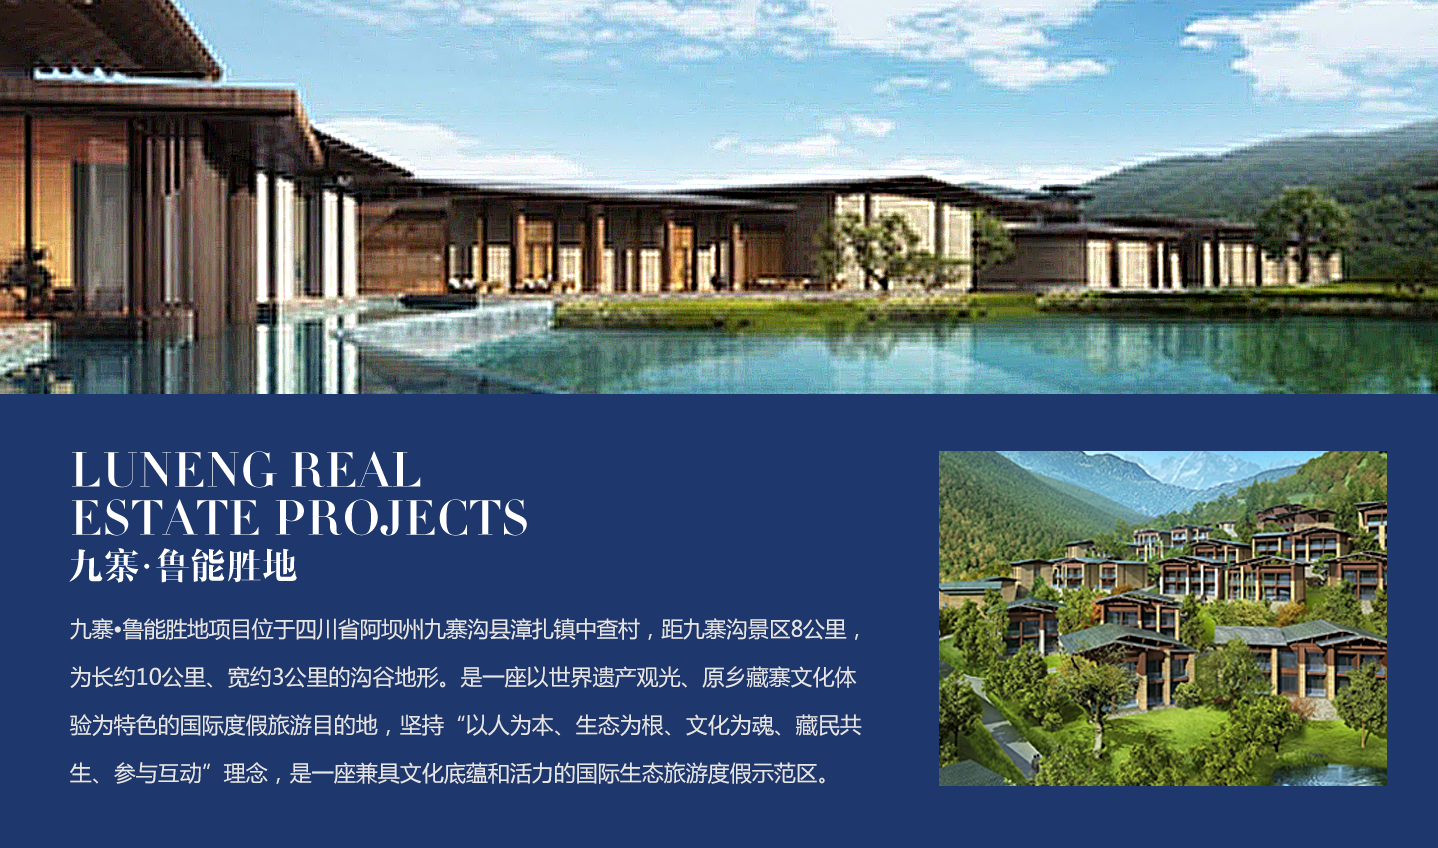 LUNENG REAL
ESTATE PROJECTS
九寨·鲁能胜地
九寨•鲁能胜地项目位于四川省阿坝州九寨沟县漳扎镇中查村，距九寨沟景区8公里，
为长约10公里、宽约3公里的沟谷地形。是一座以世界遗产观光、原乡藏寨文化体
验为特色的国际度假旅游目的地，坚持“以人为本、生态为根、文化为魂、藏民共
生、参与互动”理念，是一座兼具文化底蕴和活力的国际生态旅游度假示范区。